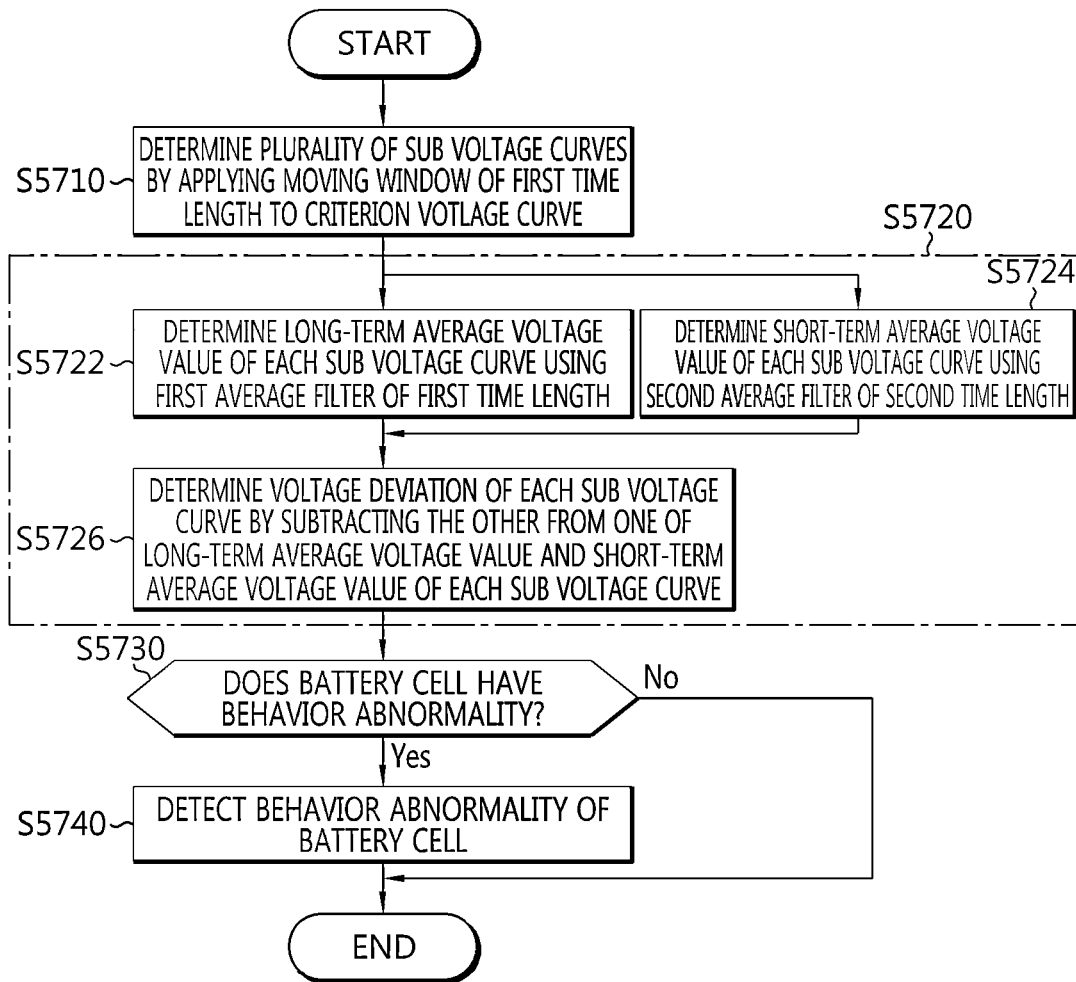 START
S5710
DETERMINE PLURALITY OF SUB VOLTAGE CURVES
BY APPLYING MOVING WINDOW OF FIRST TIME
LENGTH TO CRITERION VOTLAGE CURVE
S5720
S5722
DETERMINE LONG-TERM AVERAGE VOLTAGE
VALUE OF EACH SUB VOLTAGE CURVE USING
FIRST AVERAGE FILTER OF FIRST TIME LENGTH
S5724
DETERMINE SHORT-TERM AVERAGE VOLTAGE
VALUE OF EACH SUB VOLTAGE CURVE USING
SECOND AVERAGE FILTER OF SECOND TIME LENGTH
S5726
DETERMINE VOLTAGE DEVIATION OF EACH SUB VOLTAGE
CURVE BY SUBTRACTING THE OTHER FROM ONE OF
LONG-TERM AVERAGE VOLTAGE VALUE AND SHORT-TERM
AVERAGE VOLTAGE VALUE OF EACH SUB VOLTAGE CURVE
S5730
DOES BATTERY CELL HAVE
BEHAVIOR ABNORMALITY?
No
Yes
S5740
DETECT BEHAVIOR ABNORMALITY OF
BATTERY CELL
END